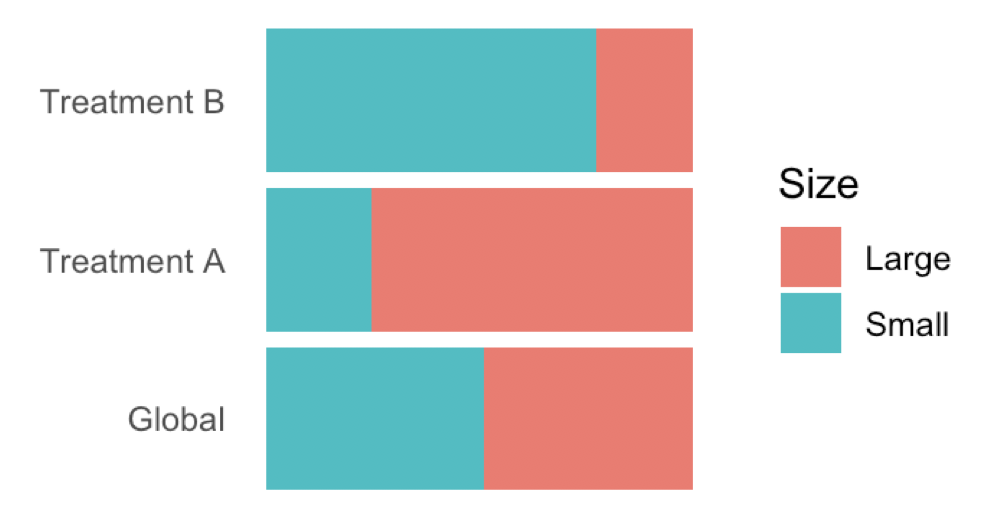 Treatment B
Treatment A
Global
Size
Large
Small